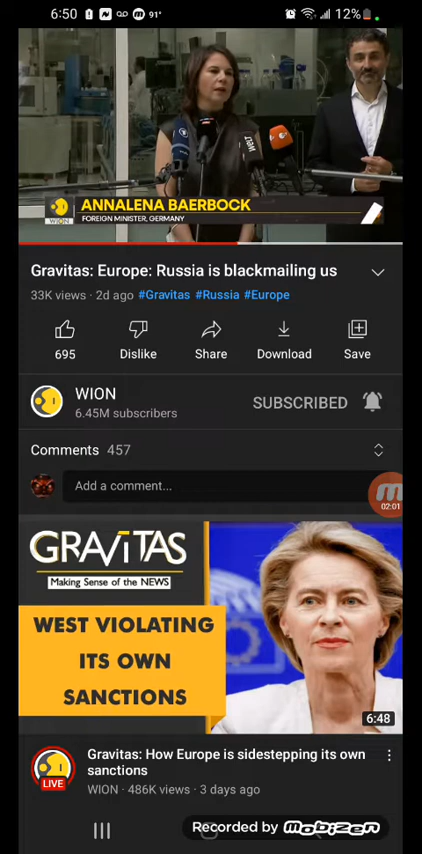 6:50 91° 12%
WELT
WION
ANNALENA BAERBOCK
FOREIGN MINISTER, GERMANY
Gravitas: Europe: Russia is blackmailing us
33K views · 2d ago #Gravitas #Russia #Europe
695 Dislike Share Download Save
WION
6.45M subscribers
SUBSCRIBED
Comments 457
Add a comment...
02:01
GRAViTAS
Making Sense of the NEWS
WEST VIOLATING
ITS OWN
SANCTIONS
6:48
Gravitas: How Europe is sidestepping its own
sanctions
LIVE
WION · 486K views · 3 days ago
Recorded by MOBIZEN